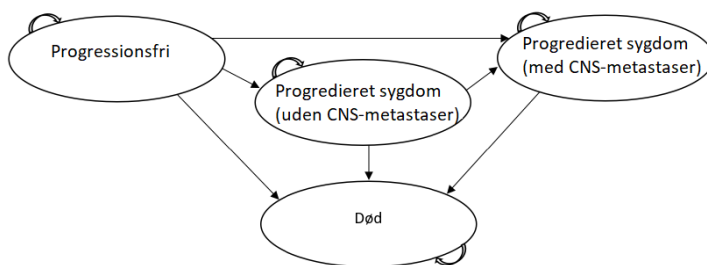 Progressionsfri
Progredieret sygdom
(med CNS-metastaser)
Progredieret sygdom
(uden CNS-metastaser)
Død